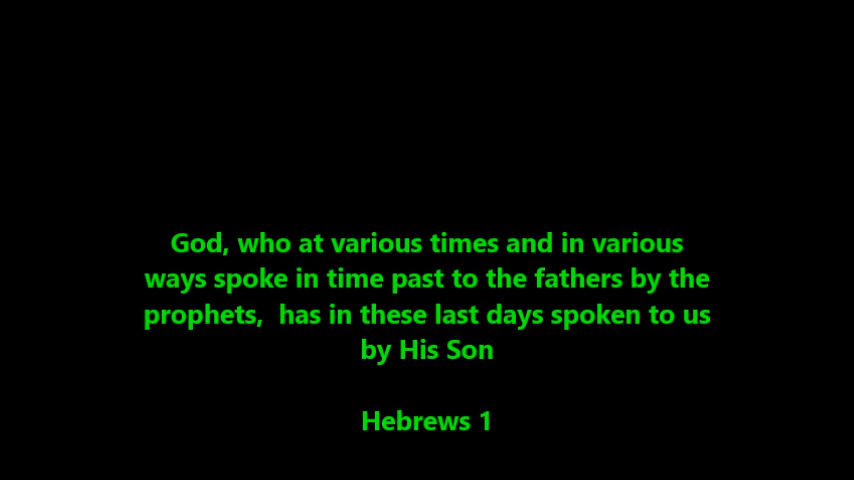 God, who at various times and in various
ways spoke in time past to the fathers by the
prophets,  has in these last days spoken to us
by His Son
Hebrews 1